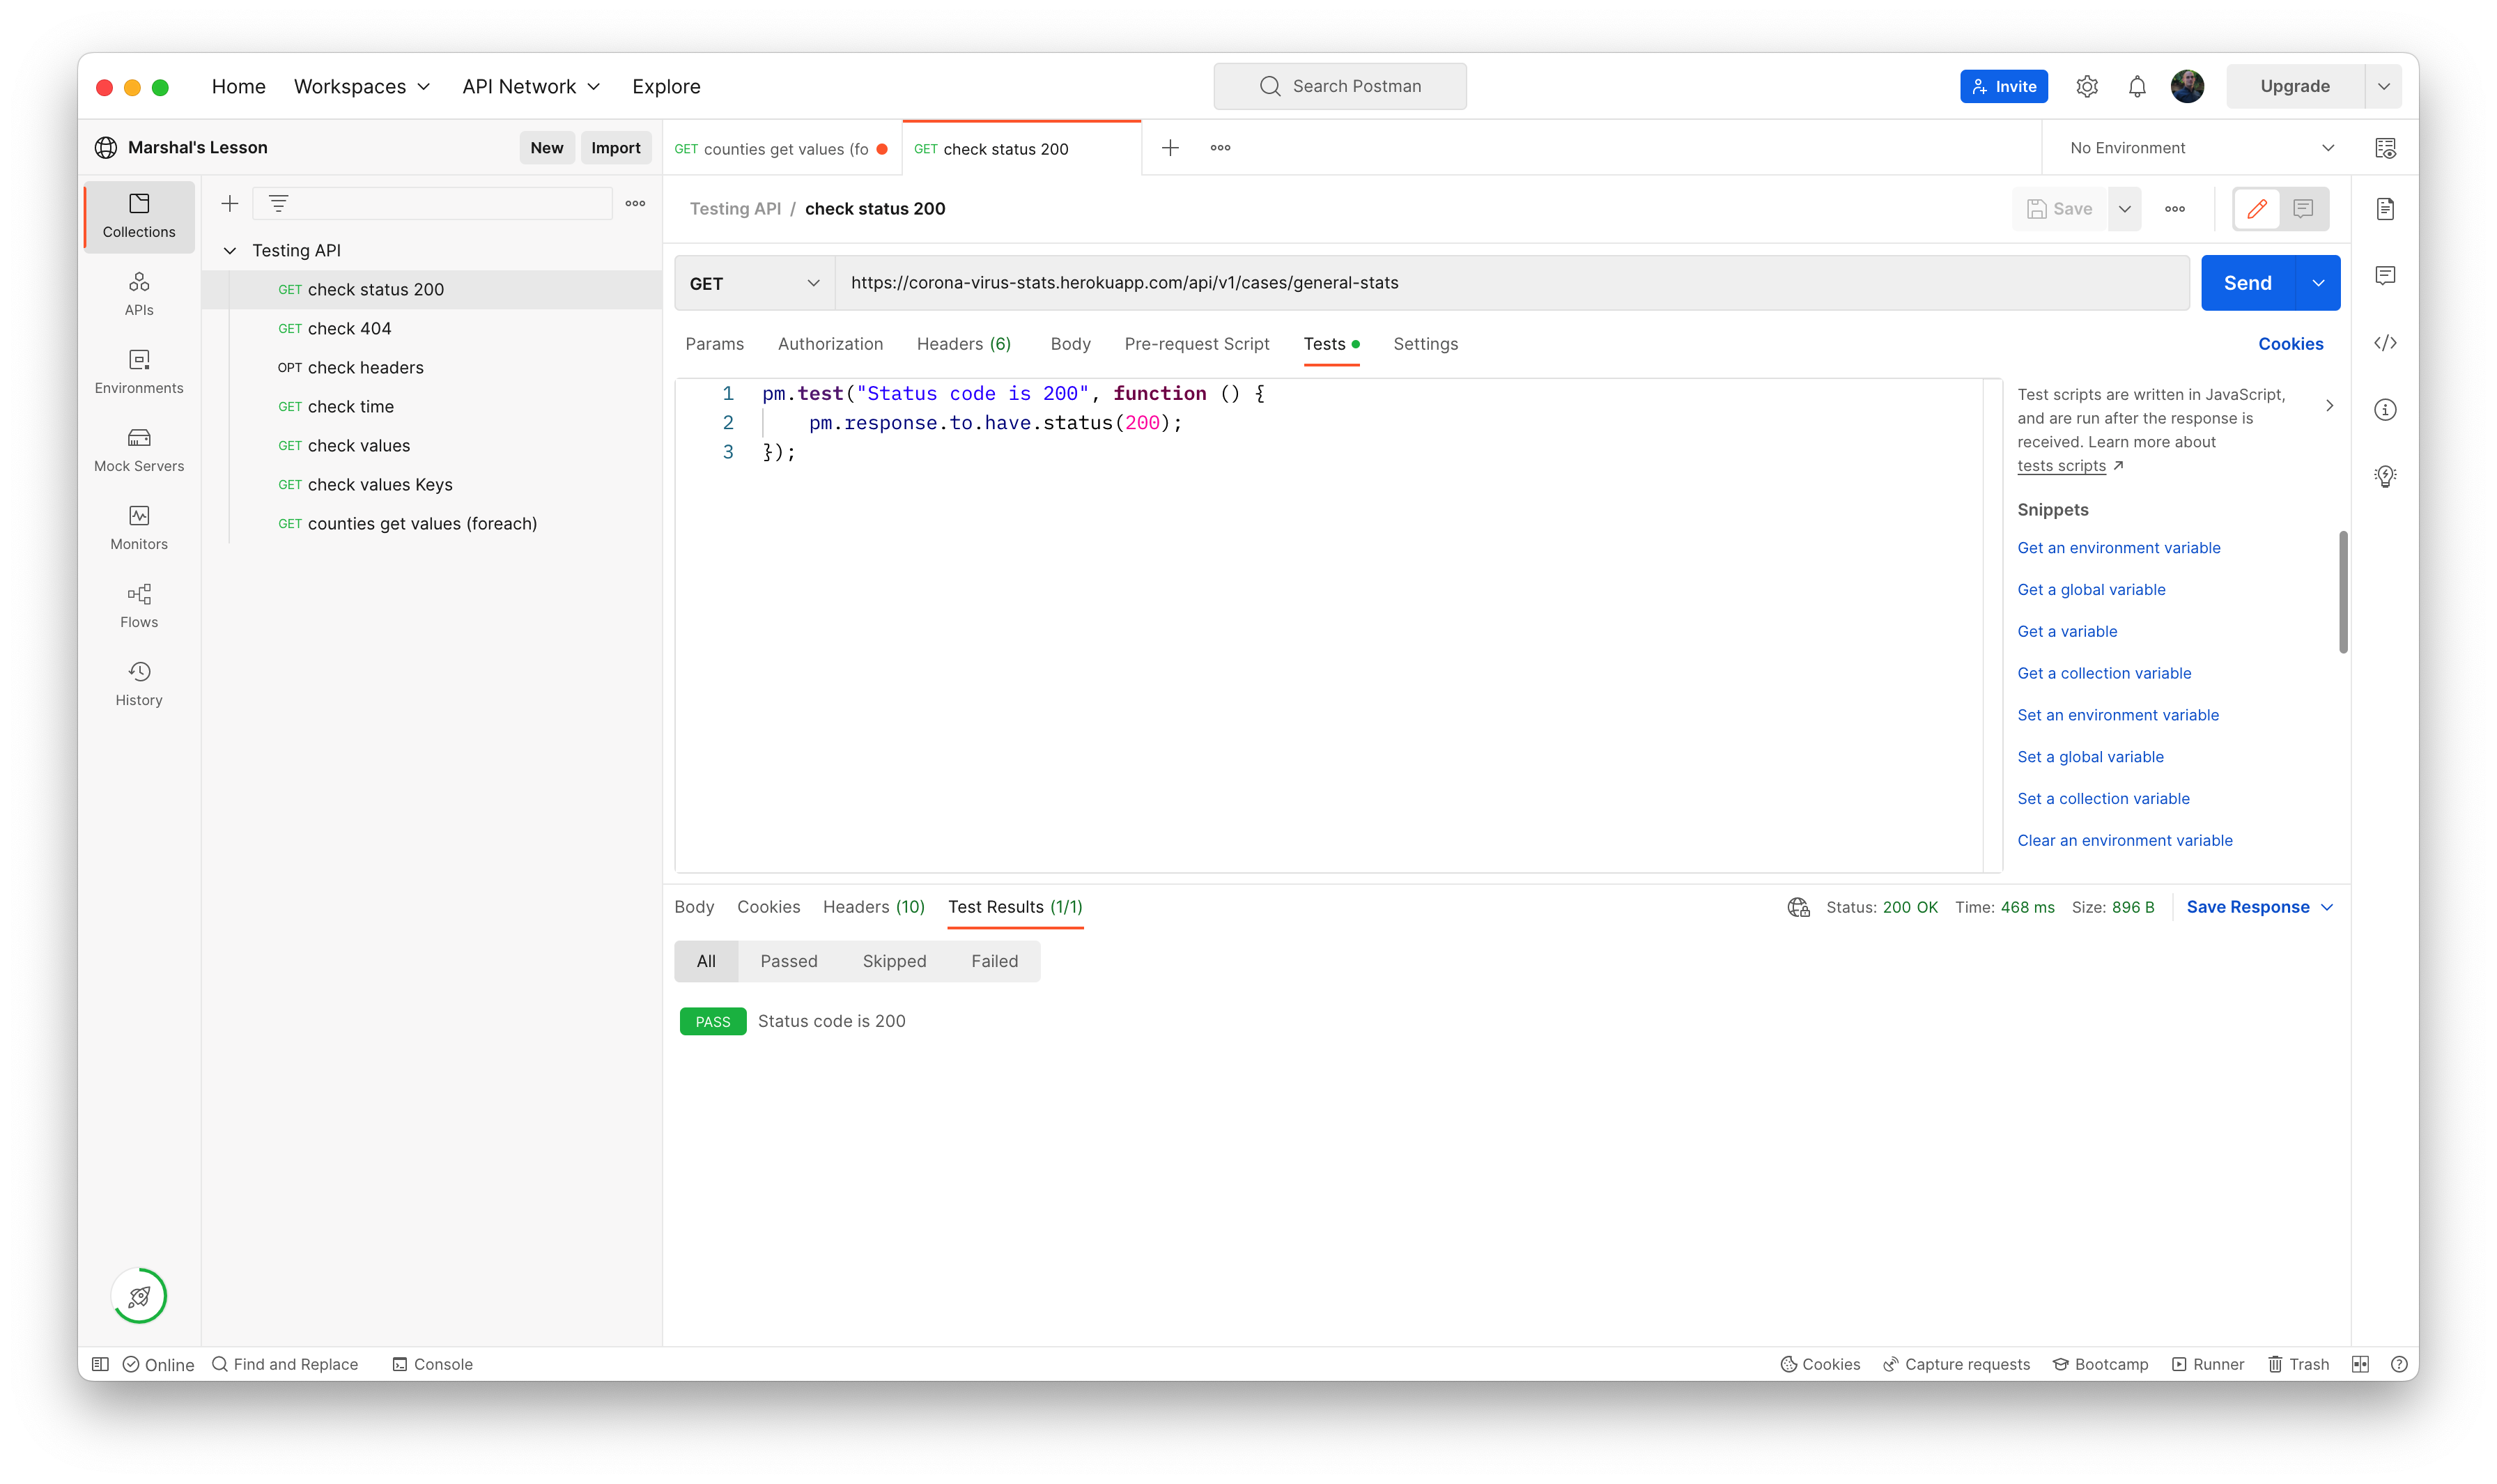 Home Workspaces API Network Explore Search Postman Invite Upgrade
Marshal's Lesson New Import GET counties get values (fo GET check status 200 No Environment
Collections
APIs
Environments
Mock Servers
Monitors
Flows
History
Testing API
GET check status 200
GET check 404
OPT check headers
GET check time
GET check values
GET check values Keys
GET counties get values (foreach)
Testing API / check status 200 Save
GET https://corona-virus-stats.herokuapp.com/api/v1/cases/general-stats Send
Params Authorization Headers (6) Body Pre-request Script Tests Settings Cookies
1 pm.test("Status code is 200", function () {
2 pm.response.to.have.status(200);
3 });
Test scripts are written in JavaScript,
and are run after the response is
received. Learn more about
tests scripts ↗
Snippets
Get an environment variable
Get a global variable
Get a variable
Get a collection variable
Set an environment variable
Set a global variable
Set a collection variable
Clear an environment variable
Body Cookies Headers (10) Test Results (1/1) Status: 200 OK Time: 468 ms Size: 896 B Save Response
All Passed Skipped Failed
PASS Status code is 200
Online Find and Replace Console Cookies Capture requests Bootcamp Runner Trash